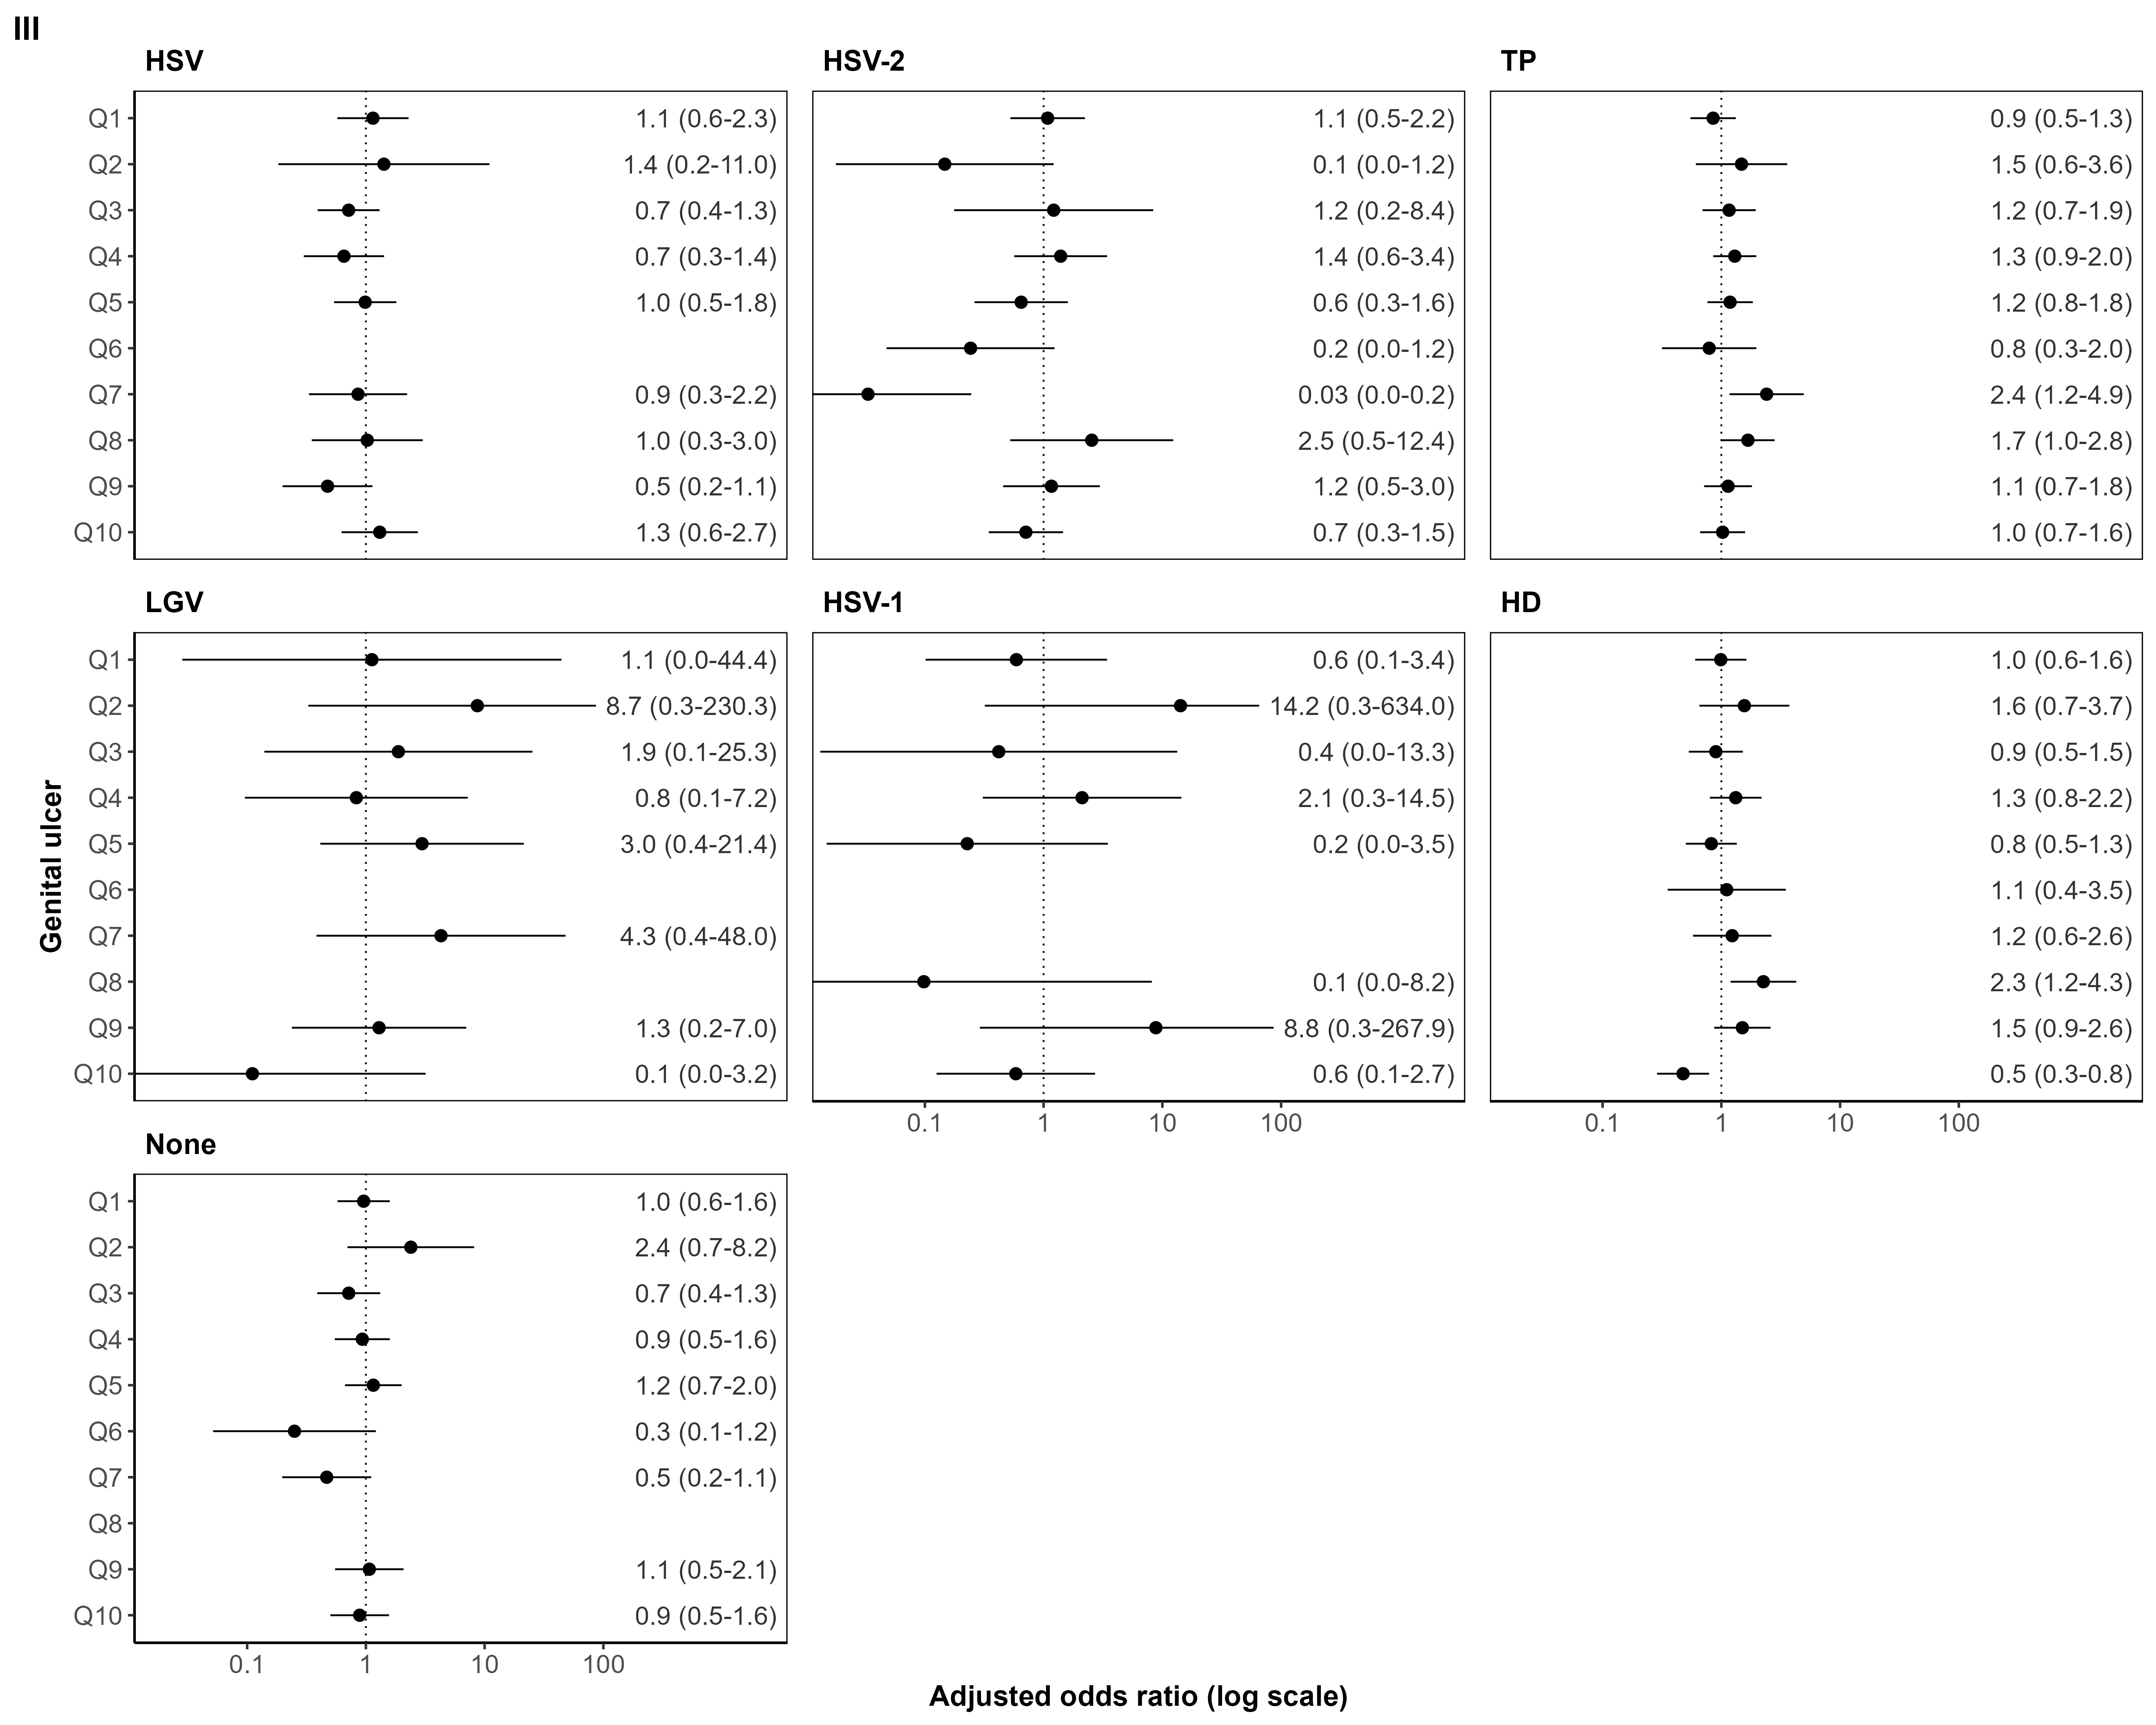 III
HSV
Q1 1.1 (0.6-2.3)
Q2 1.4 (0.2-11.0)
Q3 0.7 (0.4-1.3)
Q4 0.7 (0.3-1.4)
Q5 1.0 (0.5-1.8)
Q6
Q7 0.9 (0.3-2.2)
Q8 1.0 (0.3-3.0)
Q9 0.5 (0.2-1.1)
Q10 1.3 (0.6-2.7)
HSV-2
1.1 (0.5-2.2)
0.1 (0.0-1.2)
1.2 (0.2-8.4)
1.4 (0.6-3.4)
0.6 (0.3-1.6)
0.2 (0.0-1.2)
0.03 (0.0-0.2)
2.5 (0.5-12.4)
1.2 (0.5-3.0)
0.7 (0.3-1.5)
TP
0.9 (0.5-1.3)
1.5 (0.6-3.6)
1.2 (0.7-1.9)
1.3 (0.9-2.0)
1.2 (0.8-1.8)
0.8 (0.3-2.0)
2.4 (1.2-4.9)
1.7 (1.0-2.8)
1.1 (0.7-1.8)
1.0 (0.7-1.6)
Genital ulcer
LGV
Q1 1.1 (0.0-44.4)
Q2 8.7 (0.3-230.3)
Q3 1.9 (0.1-25.3)
Q4 0.8 (0.1-7.2)
Q5 3.0 (0.4-21.4)
Q6
Q7 4.3 (0.4-48.0)
Q8
Q9 1.3 (0.2-7.0)
Q10 0.1 (0.0-3.2)
HSV-1
0.6 (0.1-3.4)
14.2 (0.3-634.0)
0.4 (0.0-13.3)
2.1 (0.3-14.5)
0.2 (0.0-3.5)
0.1 (0.0-8.2)
8.8 (0.3-267.9)
0.6 (0.1-2.7)
0.1 1 10 100
HD
1.0 (0.6-1.6)
1.6 (0.7-3.7)
0.9 (0.5-1.5)
1.3 (0.8-2.2)
0.8 (0.5-1.3)
1.1 (0.4-3.5)
1.2 (0.6-2.6)
2.3 (1.2-4.3)
1.5 (0.9-2.6)
0.5 (0.3-0.8)
0.1 1 10 100
None
Q1 1.0 (0.6-1.6)
Q2 2.4 (0.7-8.2)
Q3 0.7 (0.4-1.3)
Q4 0.9 (0.5-1.6)
Q5 1.2 (0.7-2.0)
Q6 0.3 (0.1-1.2)
Q7 0.5 (0.2-1.1)
Q8
Q9 1.1 (0.5-2.1)
Q10 0.9 (0.5-1.6)
0.1 1 10 100
Adjusted odds ratio (log scale)